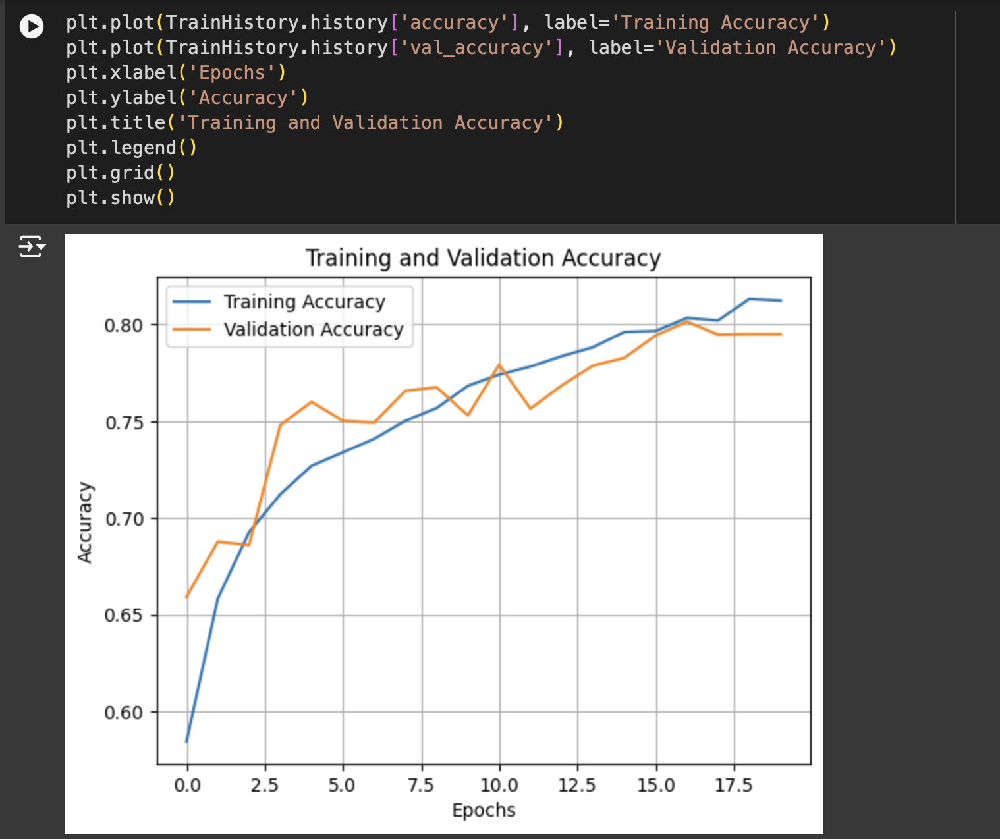 plt.plot(TrainHistory.history['accuracy'], label='Training Accuracy')
plt.plot(TrainHistory.history['val_accuracy'], label='Validation Accuracy')
plt.xlabel('Epochs')
plt.ylabel('Accuracy')
plt.title('Training and Validation Accuracy')
plt.legend()
plt.grid()
plt.show()
Training and Validation Accuracy
Training Accuracy
Validation Accuracy
0.80
0.75
0.70
0.65
0.60
Accuracy
0.0 2.5 5.0 7.5 10.0 12.5 15.0 17.5
Epochs